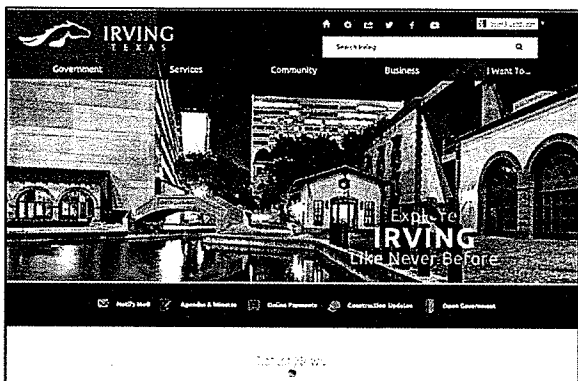 IRVING
TEXAS
Search Irving
Government Services Community Business I Want To...
Explore
IRVING
Like Never Before
Notify Me® Agendas & Minutes Online Payments Construction Updates Open Government